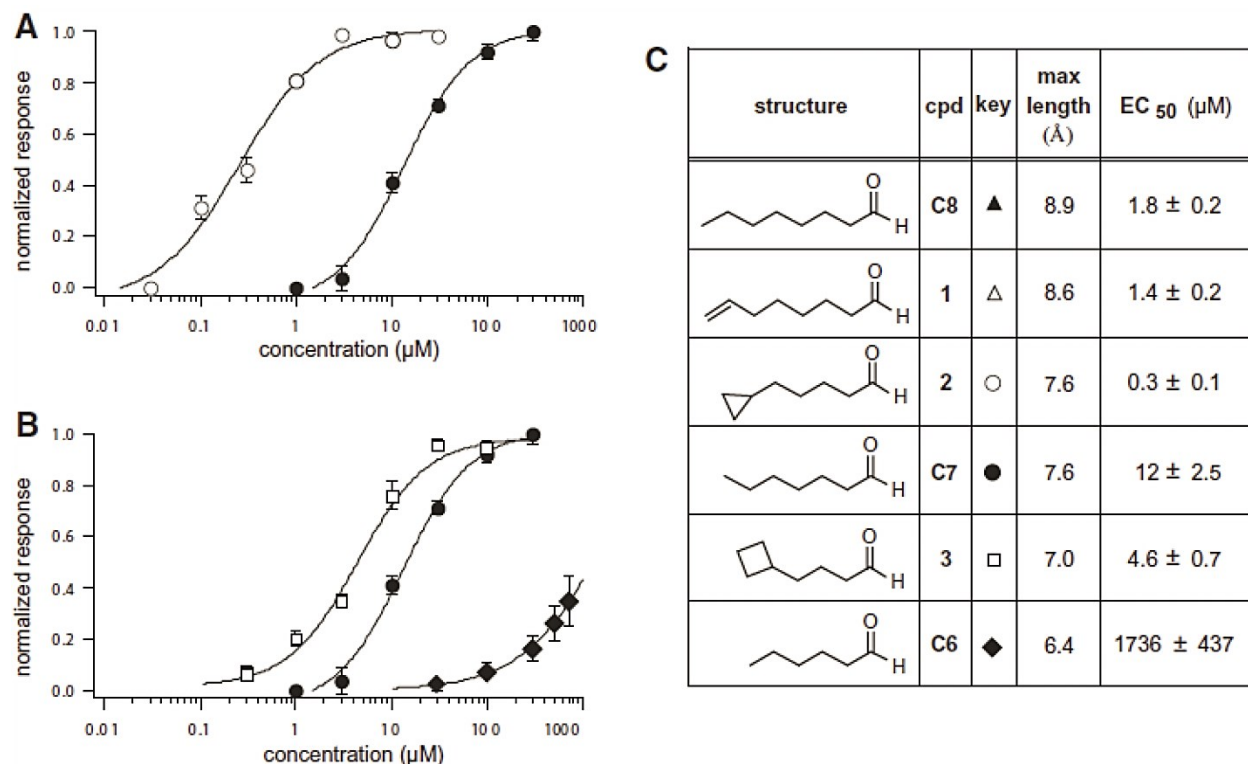 A
normalized response
1.0
0.8
0.6
0.4
0.2
0.0
0.01 0.1 1 10 100 1000
concentration (µM)
B
normalized response
1.0
0.8
0.6
0.4
0.2
0.0
0.01 0.1 1 10 100 1000
concentration (µM)
C
structure cpd key max length (Å) EC 50 (µM)
O H C8 8.9 1.8 ± 0.2
O H 1 8.6 1.4 ± 0.2
O H 2 7.6 0.3 ± 0.1
O H C7 7.6 12 ± 2.5
O H 3 7.0 4.6 ± 0.7
O H C6 6.4 1736 ± 437